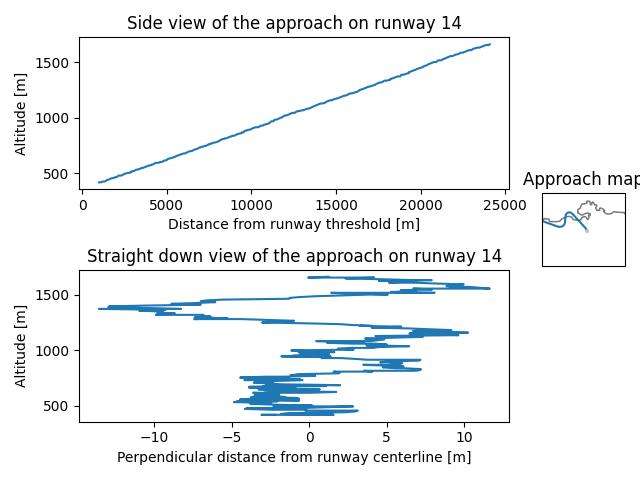 Side view of the approach on runway 14
1500
1000
500
Altitude [m]
0 5000 10000 15000 20000 25000
Distance from runway threshold [m]
Approach map
Straight down view of the approach on runway 14
1500
1000
500
Altitude [m]
−10 −5 0 5 10
Perpendicular distance from runway centerline [m]